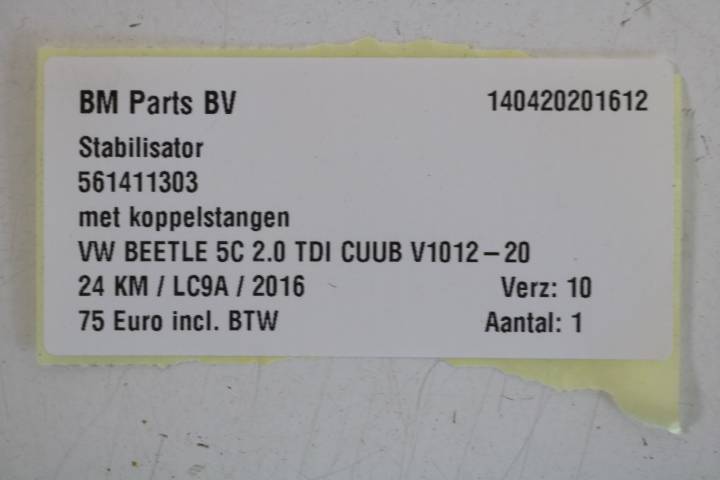 BM Parts BV 140420201612
Stabilisator
561411303
met koppelstangen
VW BEETLE 5C 2.0 TDI CUUB V1012-20
24 KM / LC9A / 2016 Verz: 10
75 Euro incl. BTW Aantal: 1